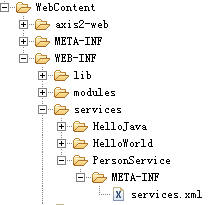 WebContent
axis2-web
META-INF
WEB-INF
lib
modules
services
HelloJava
HelloWorld
PersonService
META-INF
services.xml